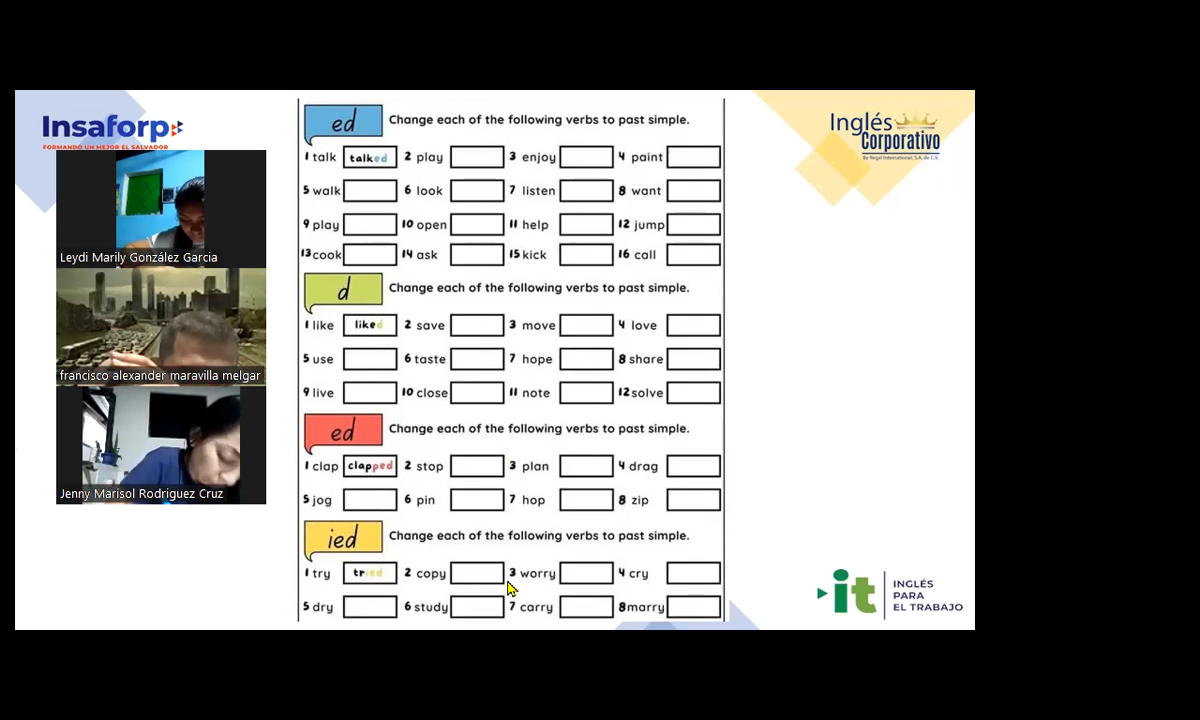 Insaforp
FORMANDO UN MEJOR EL SALVADOR
Inglés
Corporativo
By Regal International, S.A. de C.V.
Leydi Marily González Garcia
francisco alexander maravilla melgar
Jenny Marisol Rodriguez Cruz
ed Change each of the following verbs to past simple.
1 talk talked 2 play 3 enjoy 4 paint
5 walk 6 look 7 listen 8 want
9 play 10 open 11 help 12 jump
13 cook 14 ask 15 kick 16 call
d Change each of the following verbs to past simple.
1 like liked 2 save 3 move 4 love
5 use 6 taste 7 hope 8 share
9 live 10 close 11 note 12 solve
ed Change each of the following verbs to past simple.
1 clap clapped 2 stop 3 plan 4 drag
5 jog 6 pin 7 hop 8 zip
ied Change each of the following verbs to past simple.
1 try tried 2 copy 3 worry 4 cry
5 dry 6 study 7 carry 8 marry
it
INGLÉS
PARA
EL TRABAJO